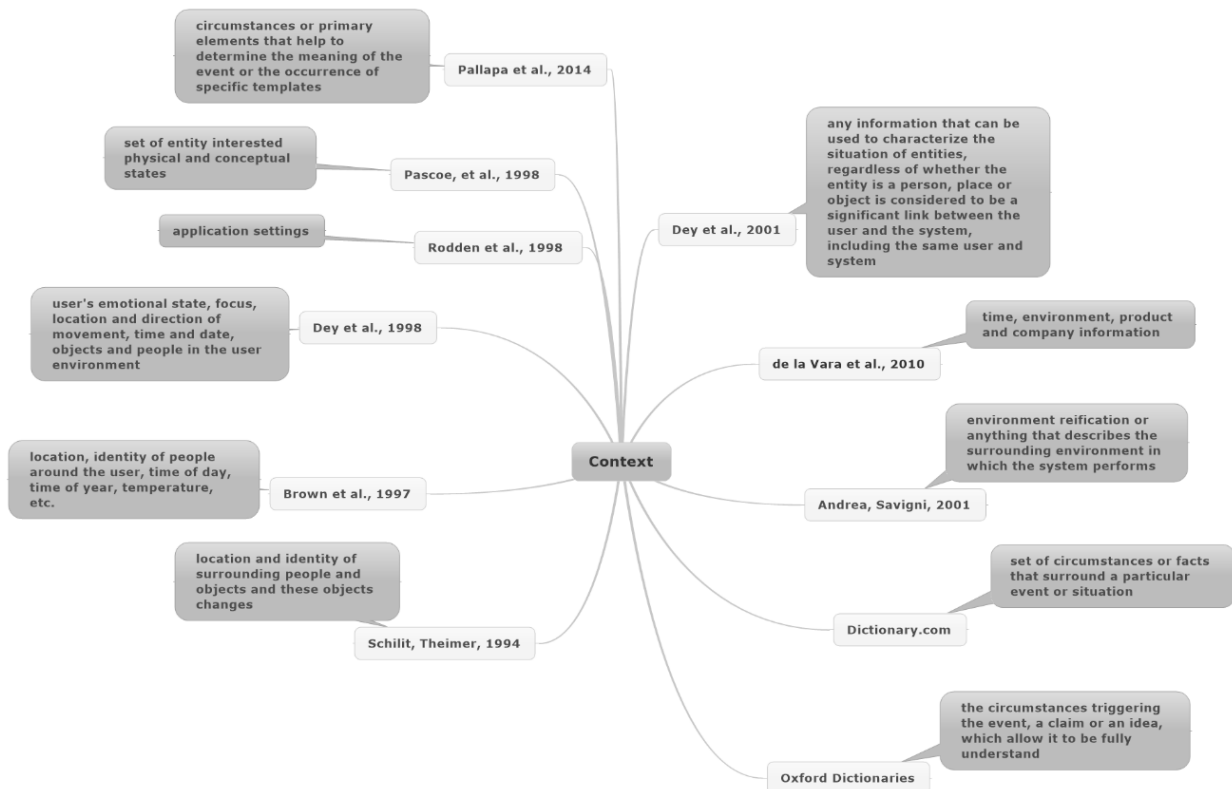 circumstances or primary
elements that help to
determine the meaning of the
event or the occurrence of
specific templates
Pallapa et al., 2014
set of entity interested
physical and conceptual
states
Pascoe, et al., 1998
application settings
Rodden et al., 1998
user's emotional state, focus,
location and direction of
movement, time and date,
objects and people in the user
environment
Dey et al., 1998
location, identity of people
around the user, time of day,
time of year, temperature,
etc.
Brown et al., 1997
location and identity of
surrounding people and
objects and these objects
changes
Schilit, Theimer, 1994
Context
any information that can be
used to characterize the
situation of entities,
regardless of whether the
entity is a person, place or
object is considered to be a
significant link between the
user and the system,
including the same user and
system
Dey et al., 2001
time, environment, product
and company information
de la Vara et al., 2010
environment reification or
anything that describes the
surrounding environment in
which the system performs
Andrea, Savigni, 2001
set of circumstances or facts
that surround a particular
event or situation
Dictionary.com
the circumstances triggering
the event, a claim or an idea,
which allow it to be fully
understand
Oxford Dictionaries